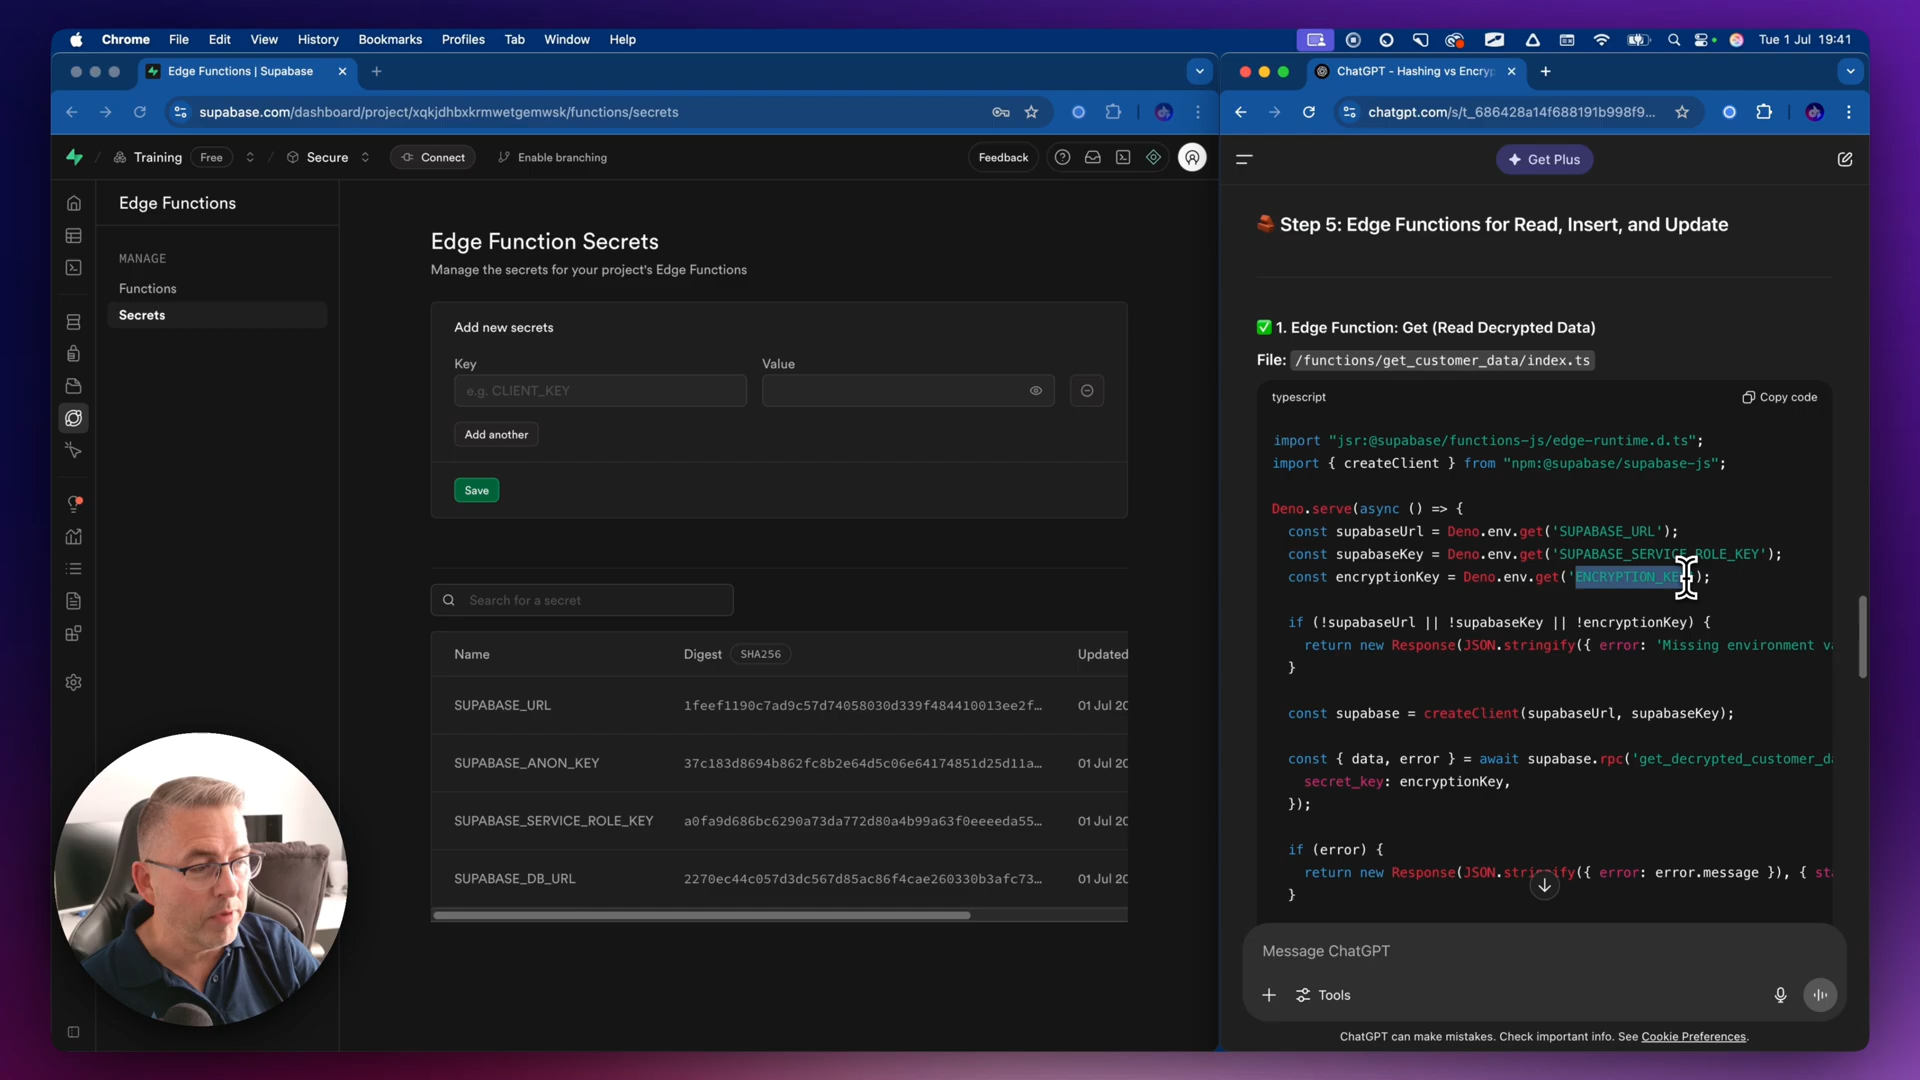 Chrome File Edit View History Bookmarks Profiles Tab Window Help
Tue 1 Jul 19:41
Edge Functions | Supabase
supabase.com/dashboard/project/xqkjdhbxkrmwetgemwsk/functions/secrets
Training Free / Secure Connect Enable branching
Feedback
Edge Functions
MANAGE
Functions
Secrets
Edge Function Secrets
Manage the secrets for your project's Edge Functions
Add new secrets
Key Value
e.g. CLIENT_KEY
Add another
Save
Search for a secret
Name Digest SHA256 Updated
SUPABASE_URL 1feef1190c7ad9c57d74058030d339f484410013ee2f… 01 Jul 20
SUPABASE_ANON_KEY 37c183d8694b862fc8b2e64d5c06e64174851d25d11a… 01 Jul 20
SUPABASE_SERVICE_ROLE_KEY a0fa9d686bc6290a73da772d80a4b99a63f0eeeeda55… 01 Jul 20
SUPABASE_DB_URL 2270ec44c057d3dc567d85ac86f4cae260330b3afc73… 01 Jul 20
ChatGPT - Hashing vs Encryp
chatgpt.com/s/t_686428a14f688191b998f9...
Get Plus
Step 5: Edge Functions for Read, Insert, and Update
1. Edge Function: Get (Read Decrypted Data)
File: /functions/get_customer_data/index.ts
typescript Copy code
import "jsr:@supabase/functions-js/edge-runtime.d.ts";
import { createClient } from "npm:@supabase/supabase-js";
Deno.serve(async () => {
const supabaseUrl = Deno.env.get('SUPABASE_URL');
const supabaseKey = Deno.env.get('SUPABASE_SERVICE_ROLE_KEY');
const encryptionKey = Deno.env.get('ENCRYPTION_KEY');
if (!supabaseUrl || !supabaseKey || !encryptionKey) {
return new Response(JSON.stringify({ error: 'Missing environment va
}
const supabase = createClient(supabaseUrl, supabaseKey);
const { data, error } = await supabase.rpc('get_decrypted_customer_da
secret_key: encryptionKey,
});
if (error) {
return new Response(JSON.stringify({ error: error.message }), { sta
}
Message ChatGPT
Tools
ChatGPT can make mistakes. Check important info. See Cookie Preferences.